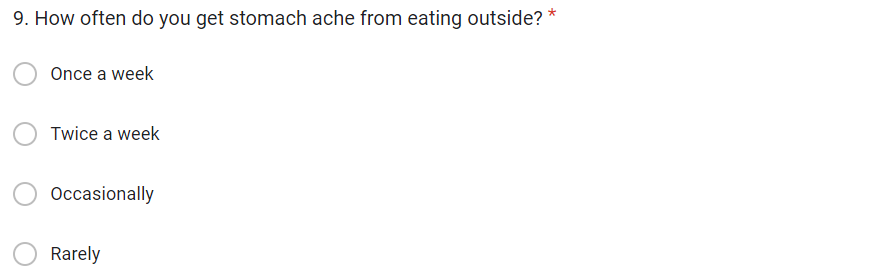 9. How often do you get stomach ache from eating outside? *
Once a week
Twice a week
Occasionally
Rarely